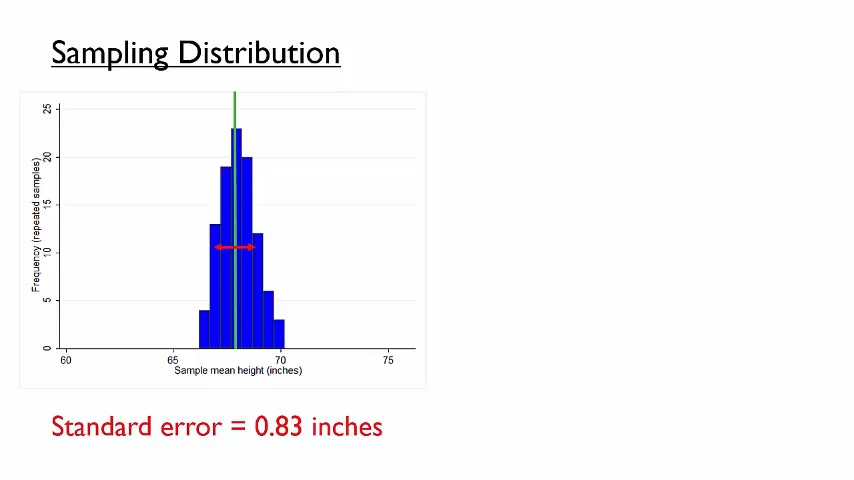 Sampling Distribution
25
20
15
10
5
0
Frequency (repeated samples)
60 65 70 75
Sample mean height (inches)
Standard error = 0.83 inches